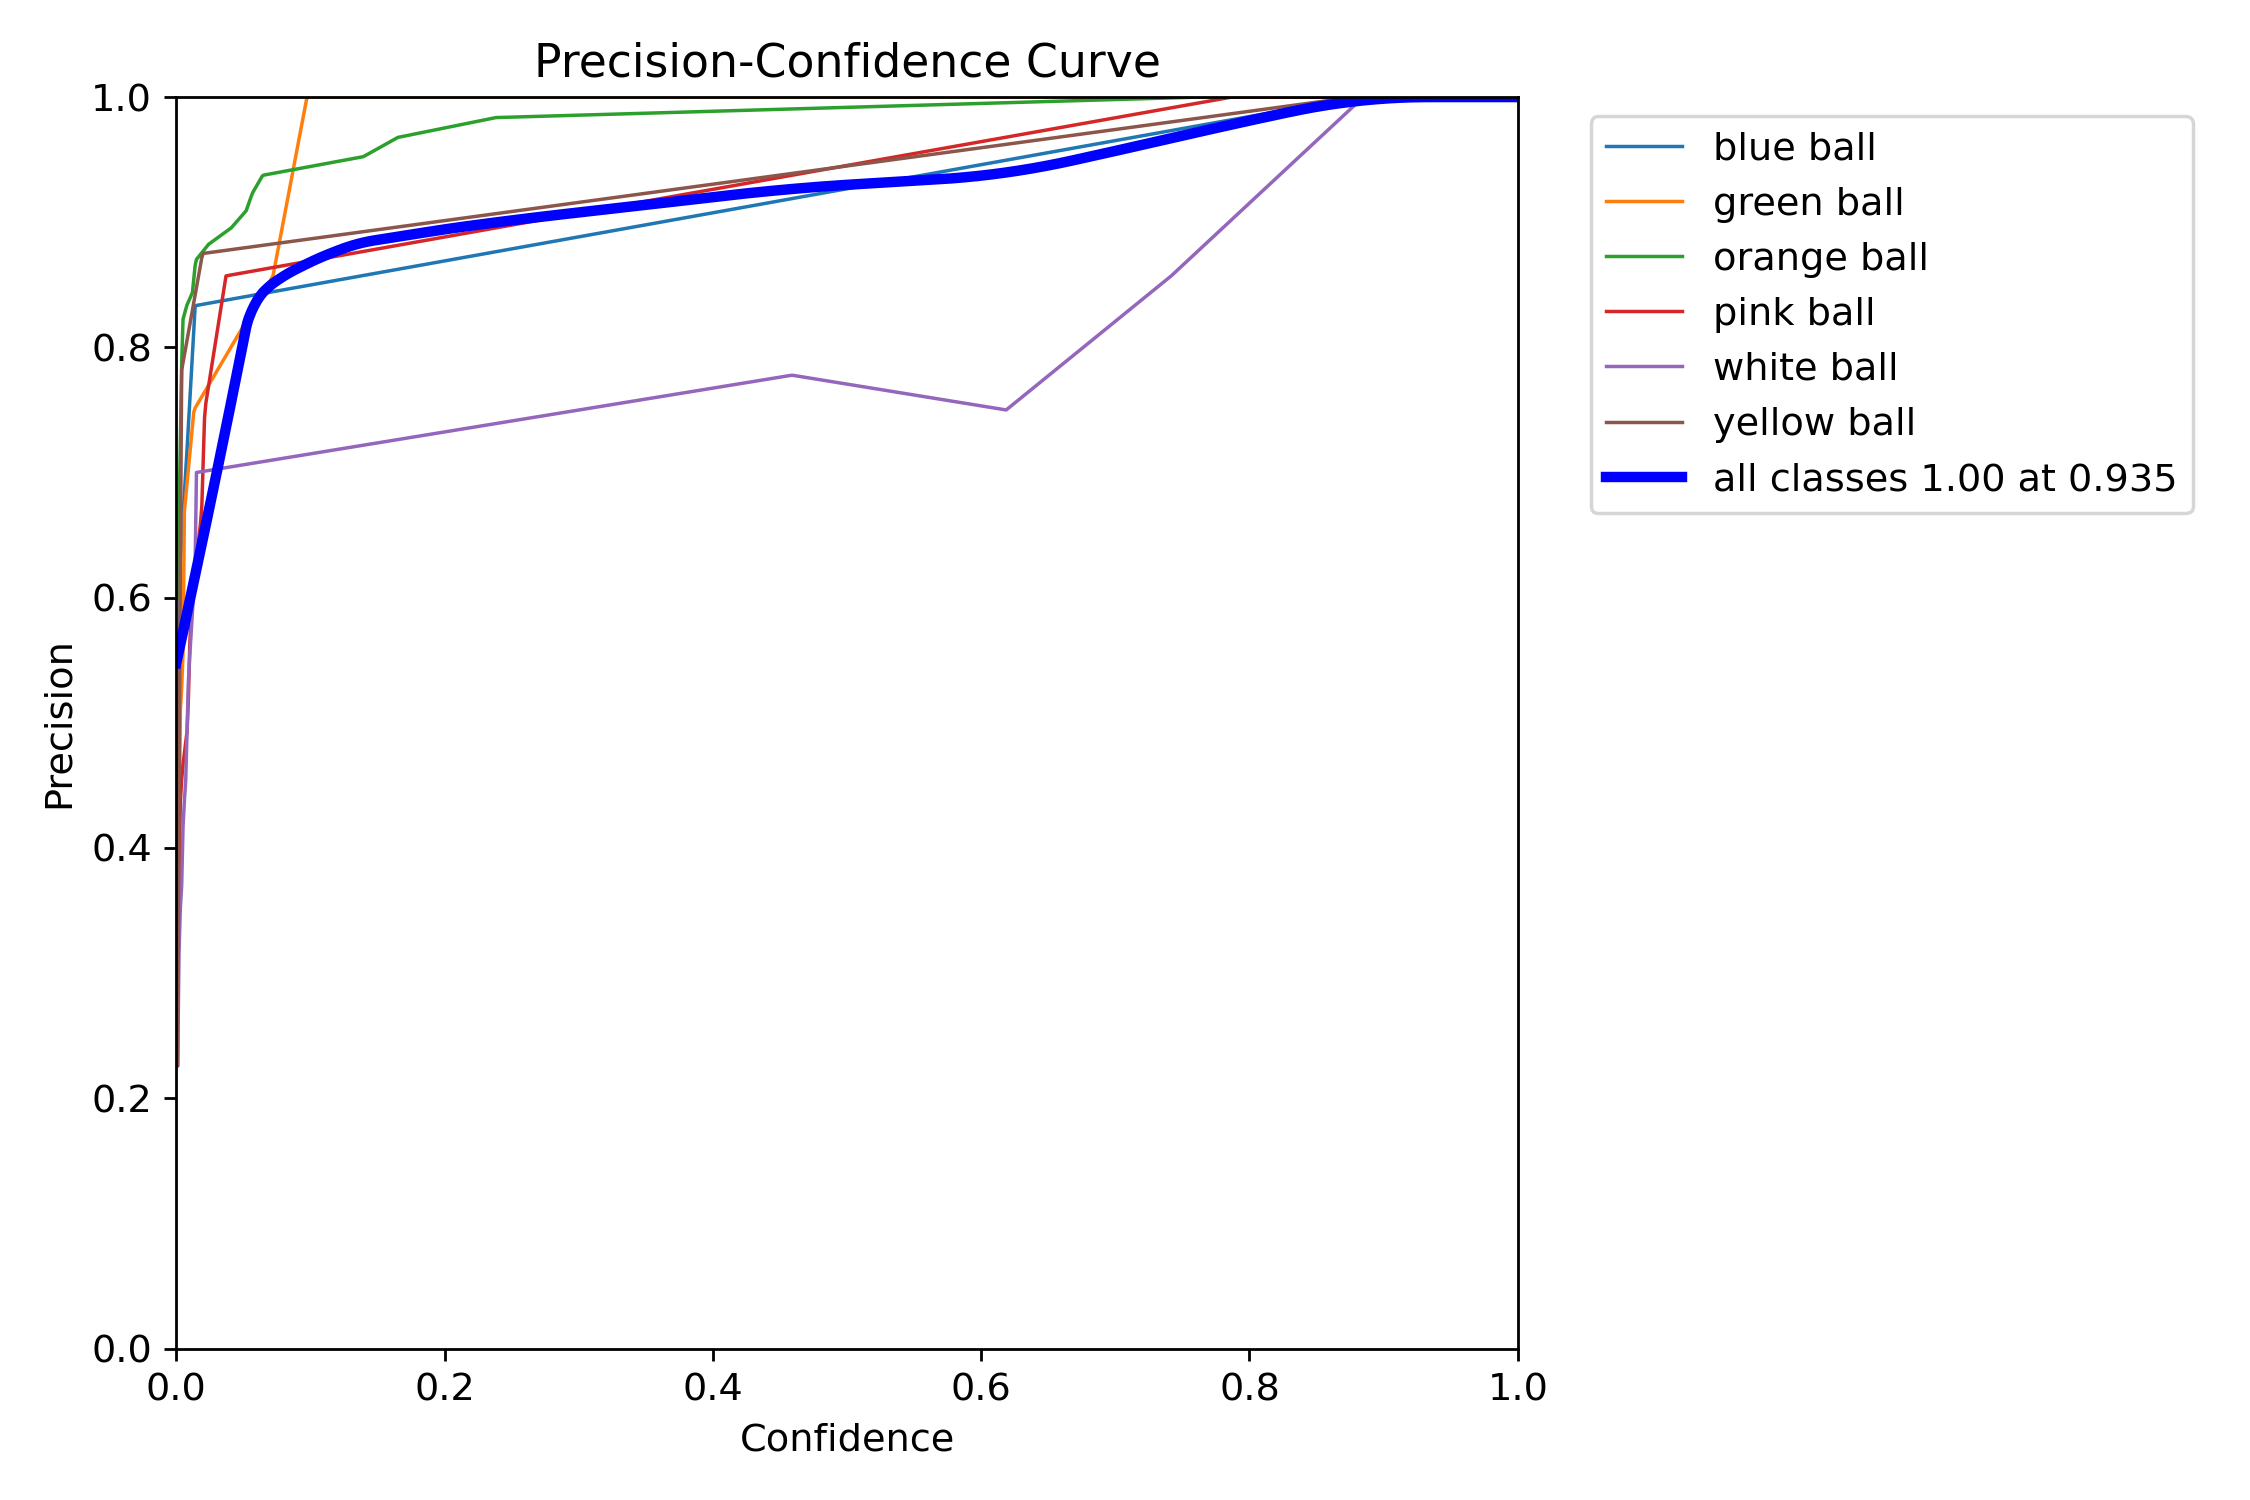 Precision-Confidence Curve
1.0
0.8
0.6
0.4
0.2
0.0
Precision
0.0 0.2 0.4 0.6 0.8 1.0
Confidence
blue ball
green ball
orange ball
pink ball
white ball
yellow ball
all classes 1.00 at 0.935